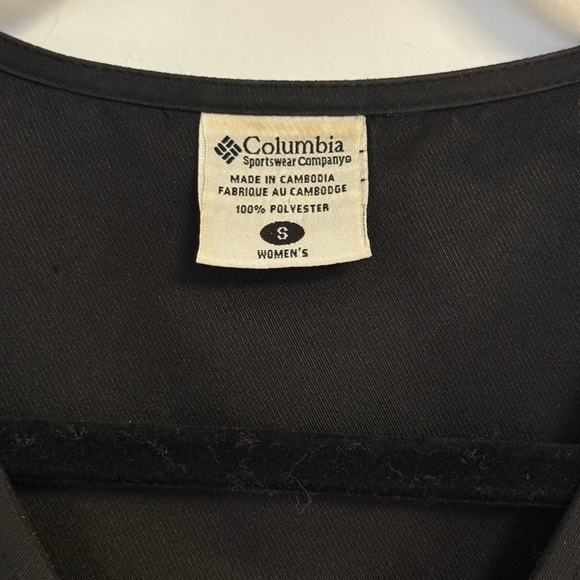 Columbia
Sportswear Company®
MADE IN CAMBODIA
FABRIQUE AU CAMBODGE
100% POLYESTER
S
WOMEN'S